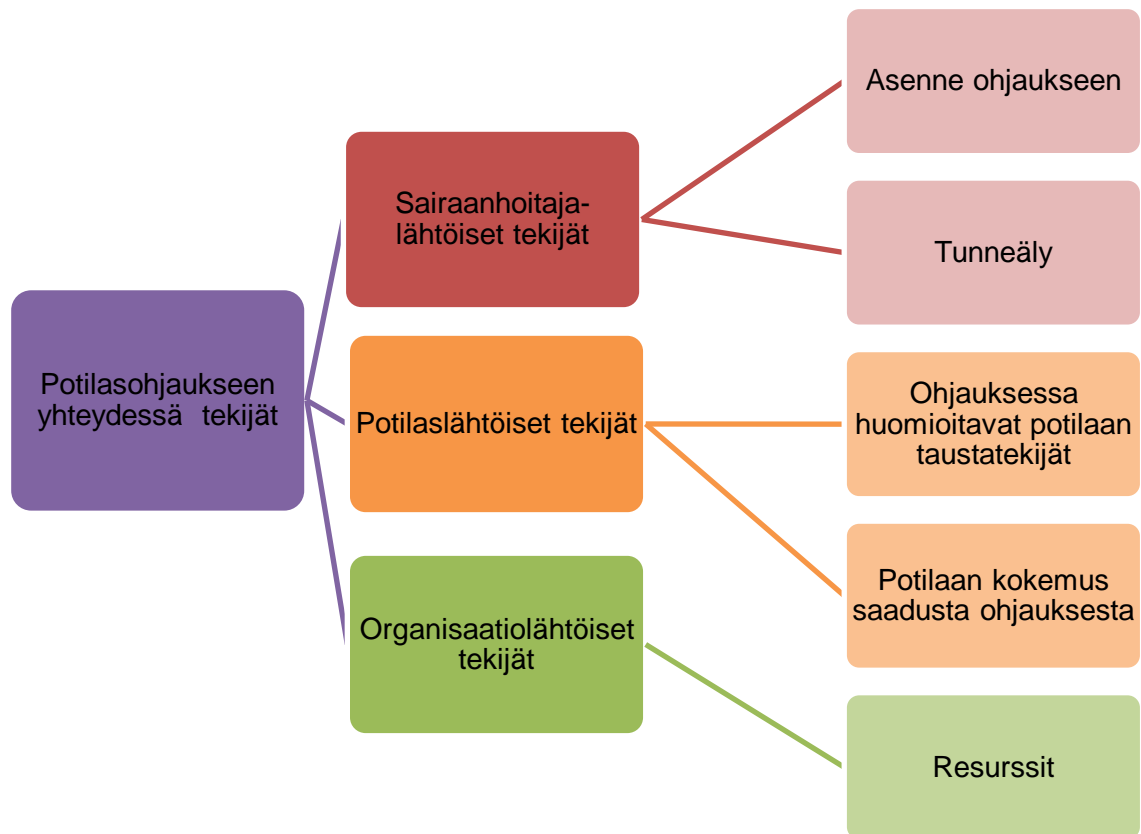 Potilasohjaukseen
yhteydessä tekijät
Sairaanhoitaja-
lähtöiset tekijät
Potilaslähtöiset tekijät
Organisaatiolähtöiset
tekijät
Asenne ohjaukseen
Tunneäly
Ohjauksessa
huomioitavat potilaan
taustatekijät
Potilaan kokemus
saadusta ohjauksesta
Resurssit